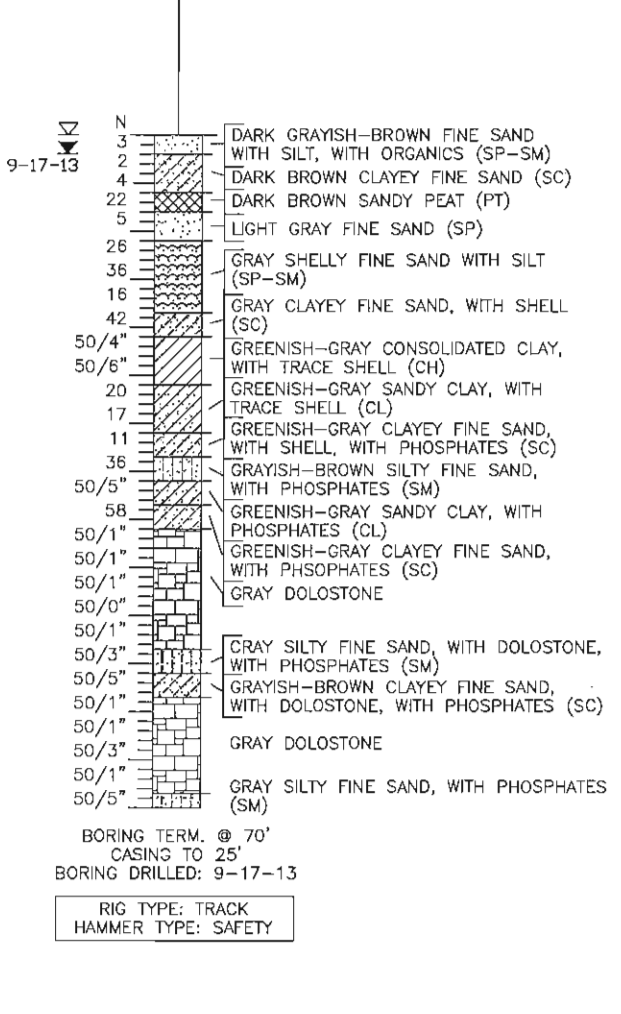 N
3
9-17-13
2
4
22
5
26
36
16
42
50/4"
50/6"
20
17
11
36
50/5"
58
50/1"
50/1"
50/1"
50/0"
50/1"
50/3"
50/5"
50/1"
50/1"
50/3"
50/1"
50/5"
DARK GRAYISH-BROWN FINE SAND
WITH SILT, WITH ORGANICS (SP-SM)
DARK BROWN CLAYEY FINE SAND (SC)
DARK BROWN SANDY PEAT (PT)
LIGHT GRAY FINE SAND (SP)
GRAY SHELLY FINE SAND WITH SILT
(SP-SM)
GRAY CLAYEY FINE SAND, WITH SHELL
(SC)
GREENISH-GRAY CONSOLIDATED CLAY,
WITH TRACE SHELL (CH)
GREENISH-GRAY SANDY CLAY, WITH
TRACE SHELL (CL)
GREENISH-GRAY CLAYEY FINE SAND,
WITH SHELL, WITH PHOSPHATES (SC)
GRAYISH-BROWN SILTY FINE SAND,
WITH PHOSPHATES (SM)
GREENISH-GRAY SANDY CLAY, WITH
PHOSPHATES (CL)
GREENISH-GRAY CLAYEY FINE SAND,
WITH PHSOPHATES (SC)
GRAY DOLOSTONE
CRAY SILTY FINE SAND, WITH DOLOSTONE,
WITH PHOSPHATES (SM)
GRAYISH-BROWN CLAYEY FINE SAND,
WITH DOLOSTONE, WITH PHOSPHATES (SC)
GRAY DOLOSTONE
GRAY SILTY FINE SAND, WITH PHOSPHATES
(SM)
BORING TERM. @ 70'
CASING TO 25'
BORING DRILLED: 9-17-13
RIG TYPE: TRACK
HAMMER TYPE: SAFETY